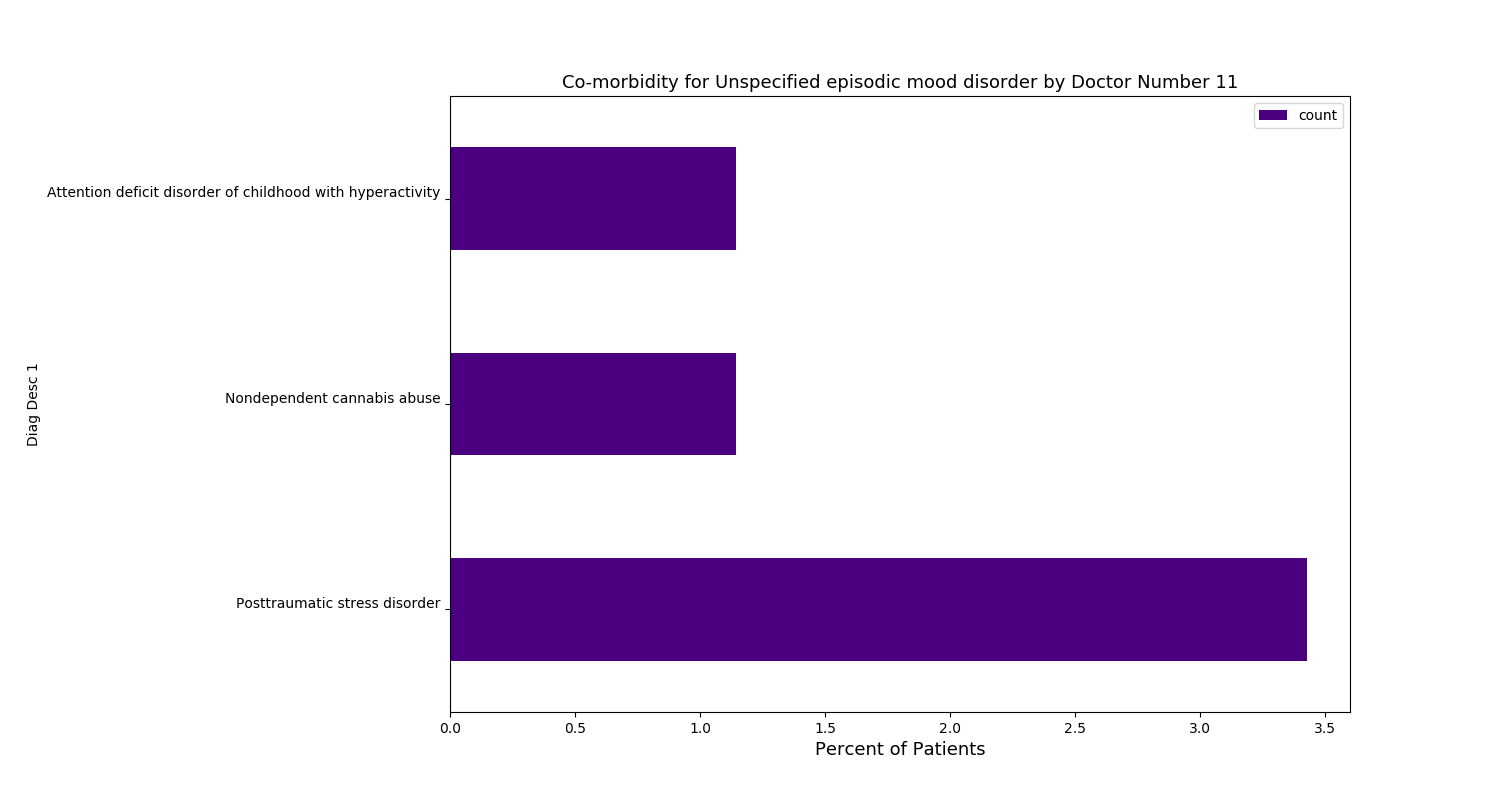 Co-morbidity for Unspecified episodic mood disorder by Doctor Number 11
count
Attention deficit disorder of childhood with hyperactivity
Nondependent cannabis abuse
Posttraumatic stress disorder
Diag Desc 1
0.0 0.5 1.0 1.5 2.0 2.5 3.0 3.5
Percent of Patients